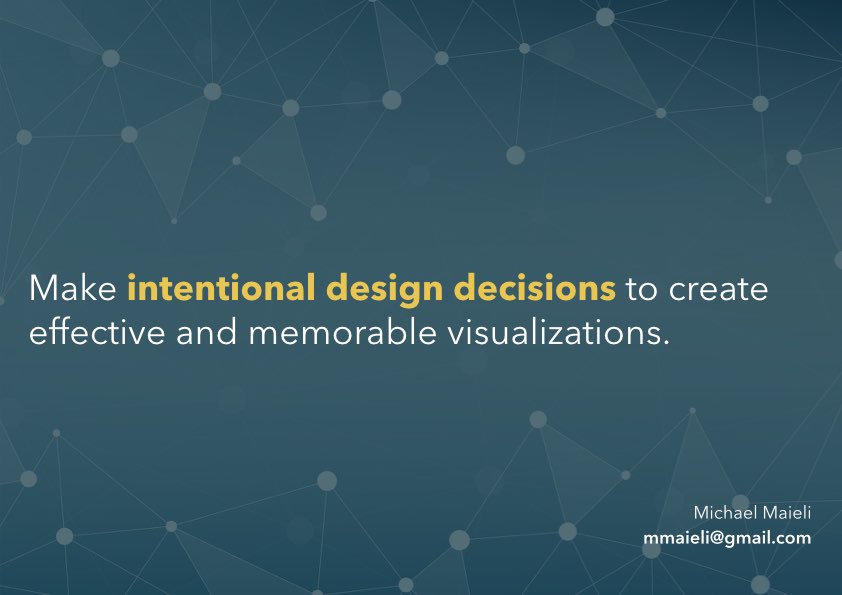 Make intentional design decisions to create
effective and memorable visualizations.
Michael Maieli
mmaieli@gmail.com